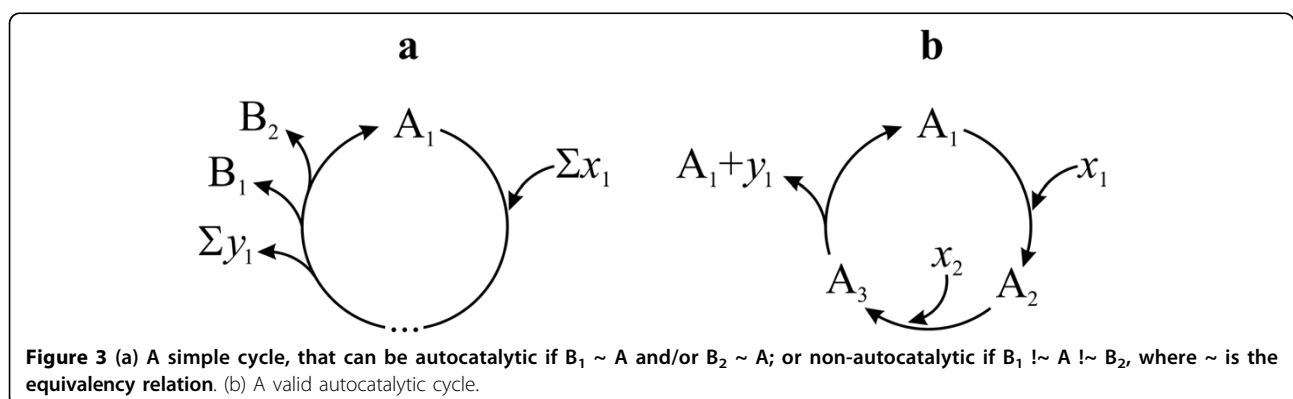 a
b
A₁
B₂
B₁
Σx₁
Σy₁
...
A₁
A₁+y₁
x₁
x₂
A₃
A₂
Figure 3 (a) A simple cycle, that can be autocatalytic if B₁ ~ A and/or B₂ ~ A; or non-autocatalytic if B₁ !~ A !~ B₂, where ~ is the
equivalency relation. (b) A valid autocatalytic cycle.